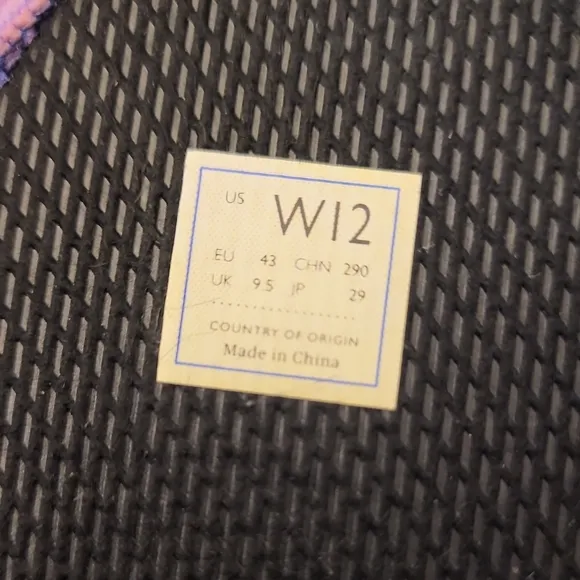 US W12
EU 43 CHN 290
UK 9.5 JP 29
COUNTRY OF ORIGIN
Made in China